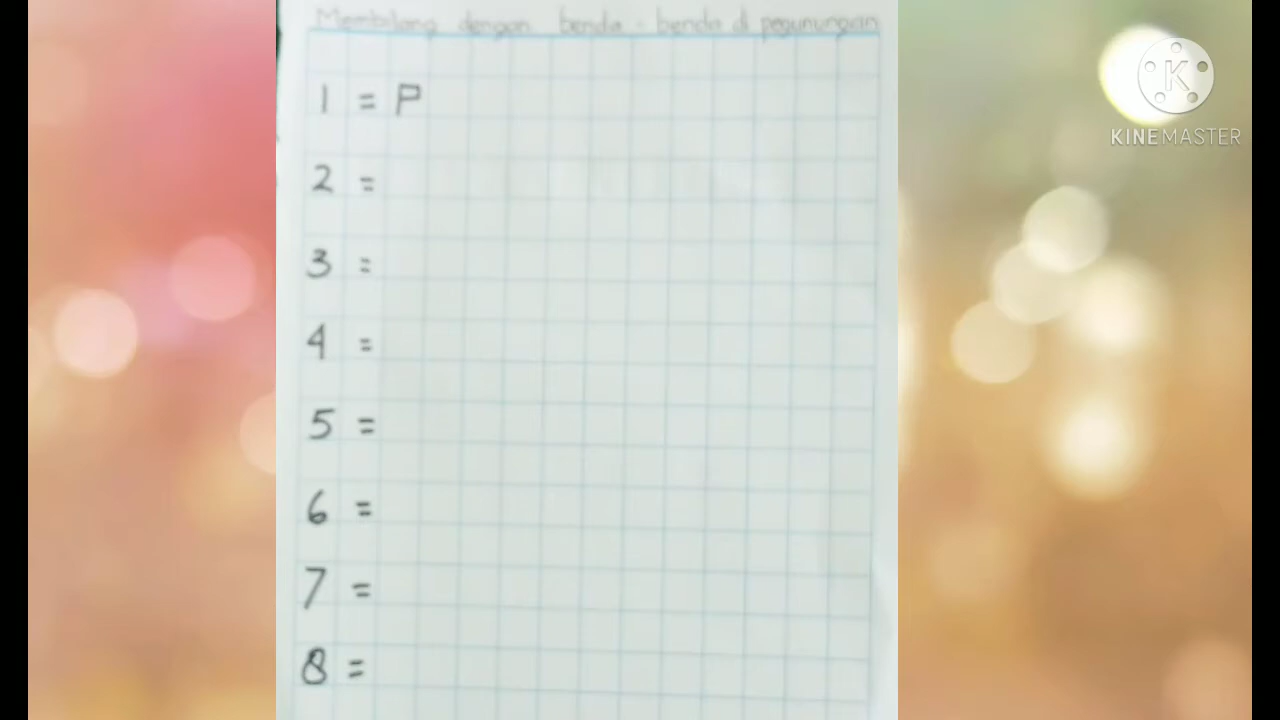 Membilang dengan benda - benda di pegunungan
1 = P
2 =
3 =
4 =
5 =
6 =
7 =
8 =
K
KINEMASTER